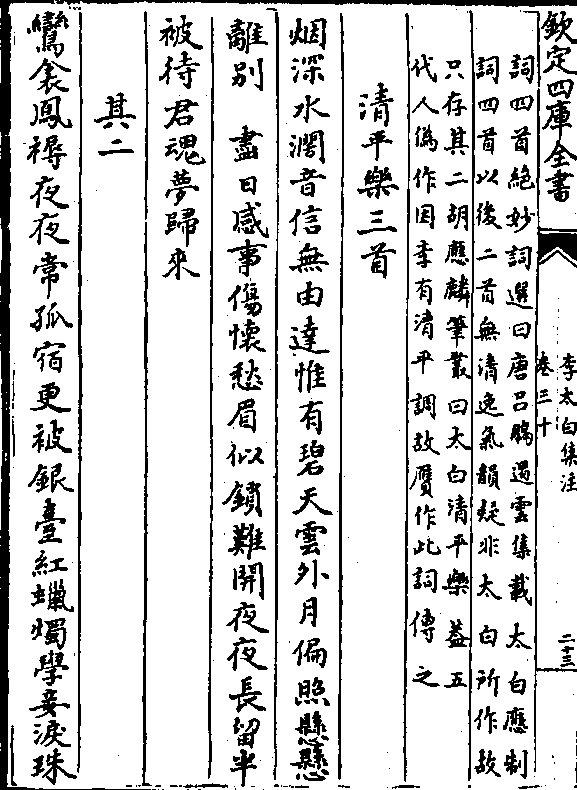 欽定四庫全書
李太白集注
卷三十
二十三
詞四首絶妙詞選曰唐吕鵬遏雲集載太白應制
詞四首以後二首無清逸氣韻疑非太白所作故
只存其二胡應麟筆叢曰太白清平樂葢五
代人偽作因李有清平調故贋作此詞傳之
清平樂三首
烟深水濶音信無由達惟有碧天雲外月偏照懸懸
離别 盡日感事傷懐愁眉似鎖難開夜夜長留半
被待君魂夢歸來
其二
鸞衾鳳褥夜夜常孤宿更被銀臺紅蠟燭學妾淚珠